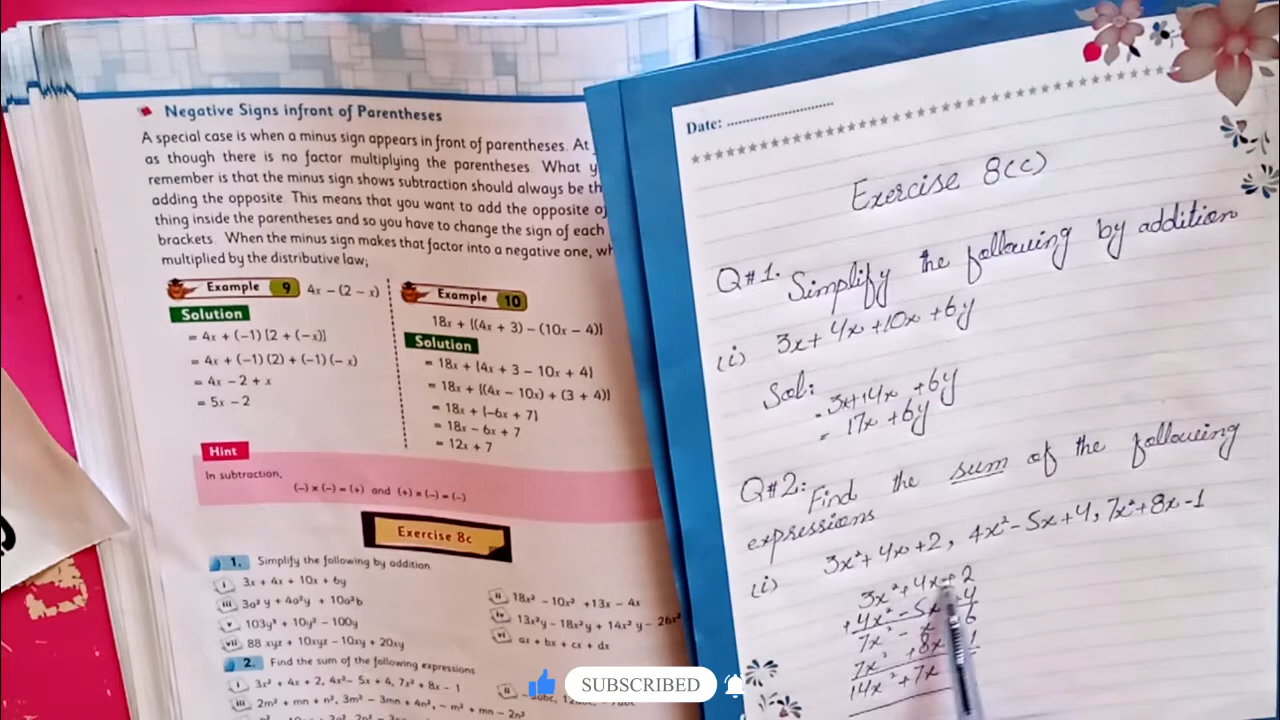 Negative Signs infront of Parentheses
A special case is when a minus sign appears in front of parentheses. At
as though there is no factor multiplying the parentheses. What
remember is that the minus sign shows subtraction should always be
adding the opposite. This means that you want to add the opposite
thing inside the parentheses and so you have to change the sign of each
brackets. When the minus sign makes that factor into a negative one,
multiplied by the distributive law;
Example 9 4x – (2 – x)
Solution
= 4x + (–1) [2 + (–x)]
= 4x + (–1) (2) + (–1) (– x)
= 4x – 2 + x
= 5x – 2
Example 10
18x + {(4x + 3) – (10x – 4)}
Solution
= 18x + {4x + 3 – 10x + 4}
= 18x + {(4x – 10x) + (3 + 4)}
= 18x + {–6x + 7}
= 18x – 6x + 7
= 12x + 7
Hint
In subtraction,
(–) × (–) = (+) and (+) × (–) = (–)
Exercise 8c
1. Simplify the following by addition
i 3x + 4x + 10x + 6y
ii 18x² – 10x² + 13x – 4x
iii 3a²y + 4a²y + 10a²b
iv 13x²y – 18x²y + 14x²y – 26x²
v 103y³ + 10y³ – 100y
vi ax + bx + cx + dx
vii 88 xyz + 10xyz – 10xy + 20xy
2. Find the sum of the following expressions
i 3x² + 4x + 2, 4x² – 5x + 4, 7x² + 8x – 1
ii
iii 2m² + mn + n², 3m² – 3mn + 4n², – m² + mn – 2n²
Date:
Exercise 8(c)
Q#1. Simplify the following by addition
(i) 3x + 4x + 10x + 6y
Sol:
= 3x + 14x + 6y
= 17x + 6y
Q#2: Find the sum of the following
expressions
(i) 3x² + 4x + 2, 4x² - 5x + 4, 7x² + 8x - 1
3x² + 4x + 2
+4x² - 5x 4
7x² - x 6
7x² + 8x 1
14x² + 7x
SUBSCRIBED